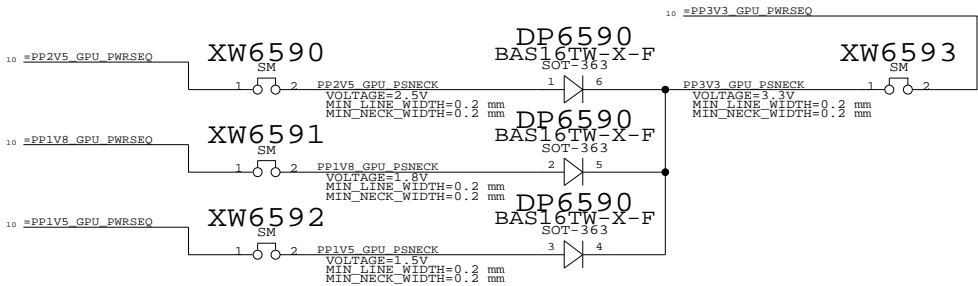 10 =PP3V3_GPU_PWRSEQ
10 =PP2V5_GPU_PWRSEQ
XW6590
SM
1 2
PP2V5_GPU_PSNECK
VOLTAGE=2.5V
MIN_LINE_WIDTH=0.2 mm
MIN_NECK_WIDTH=0.2 mm
DP6590
BAS16TW-X-F
SOT-363
1 6
PP3V3_GPU_PSNECK
VOLTAGE=3.3V
MIN_LINE_WIDTH=0.2 mm
MIN_NECK_WIDTH=0.2 mm
XW6593
SM
1 2
10 =PP1V8_GPU_PWRSEQ
XW6591
SM
1 2
PP1V8_GPU_PSNECK
VOLTAGE=1.8V
MIN_LINE_WIDTH=0.2 mm
MIN_NECK_WIDTH=0.2 mm
DP6590
BAS16TW-X-F
SOT-363
2 5
10 =PP1V5_GPU_PWRSEQ
XW6592
SM
1 2
PP1V5_GPU_PSNECK
VOLTAGE=1.5V
MIN_LINE_WIDTH=0.2 mm
MIN_NECK_WIDTH=0.2 mm
DP6590
BAS16TW-X-F
SOT-363
3 4